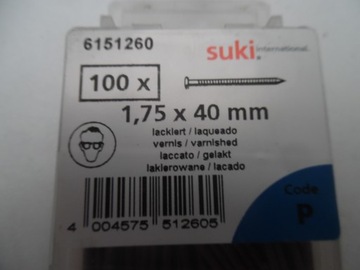 6151260
suki international.
100 x
1,75 x 40 mm
lackiert / laqueado
vernis / varnished
laccato / gelakt
lakierowane / lacado
Code
P
4 004575 512605